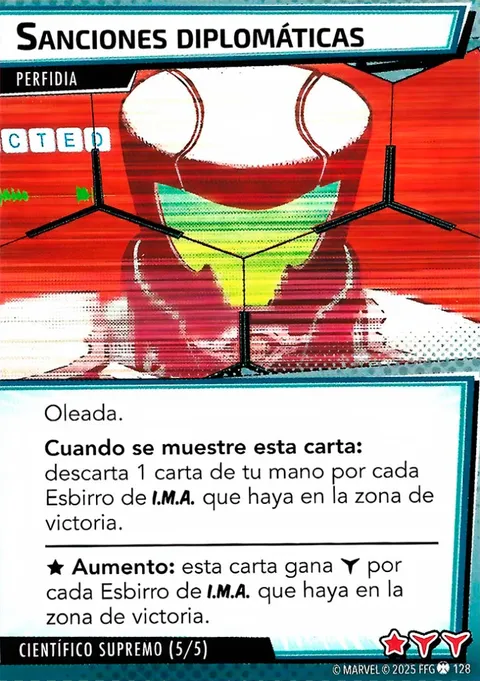 SANCIONES DIPLOMÁTICAS
PERFIDIA
CTED
Oleada.
Cuando se muestre esta carta:
descarta 1 carta de tu mano por cada
Esbirro de I.M.A. que haya en la zona de
victoria.
★ Aumento: esta carta gana por
cada Esbirro de I.M.A. que haya en la
zona de victoria.
CIENTÍFICO SUPREMO (5/5)
© MARVEL © 2025 FFG 128